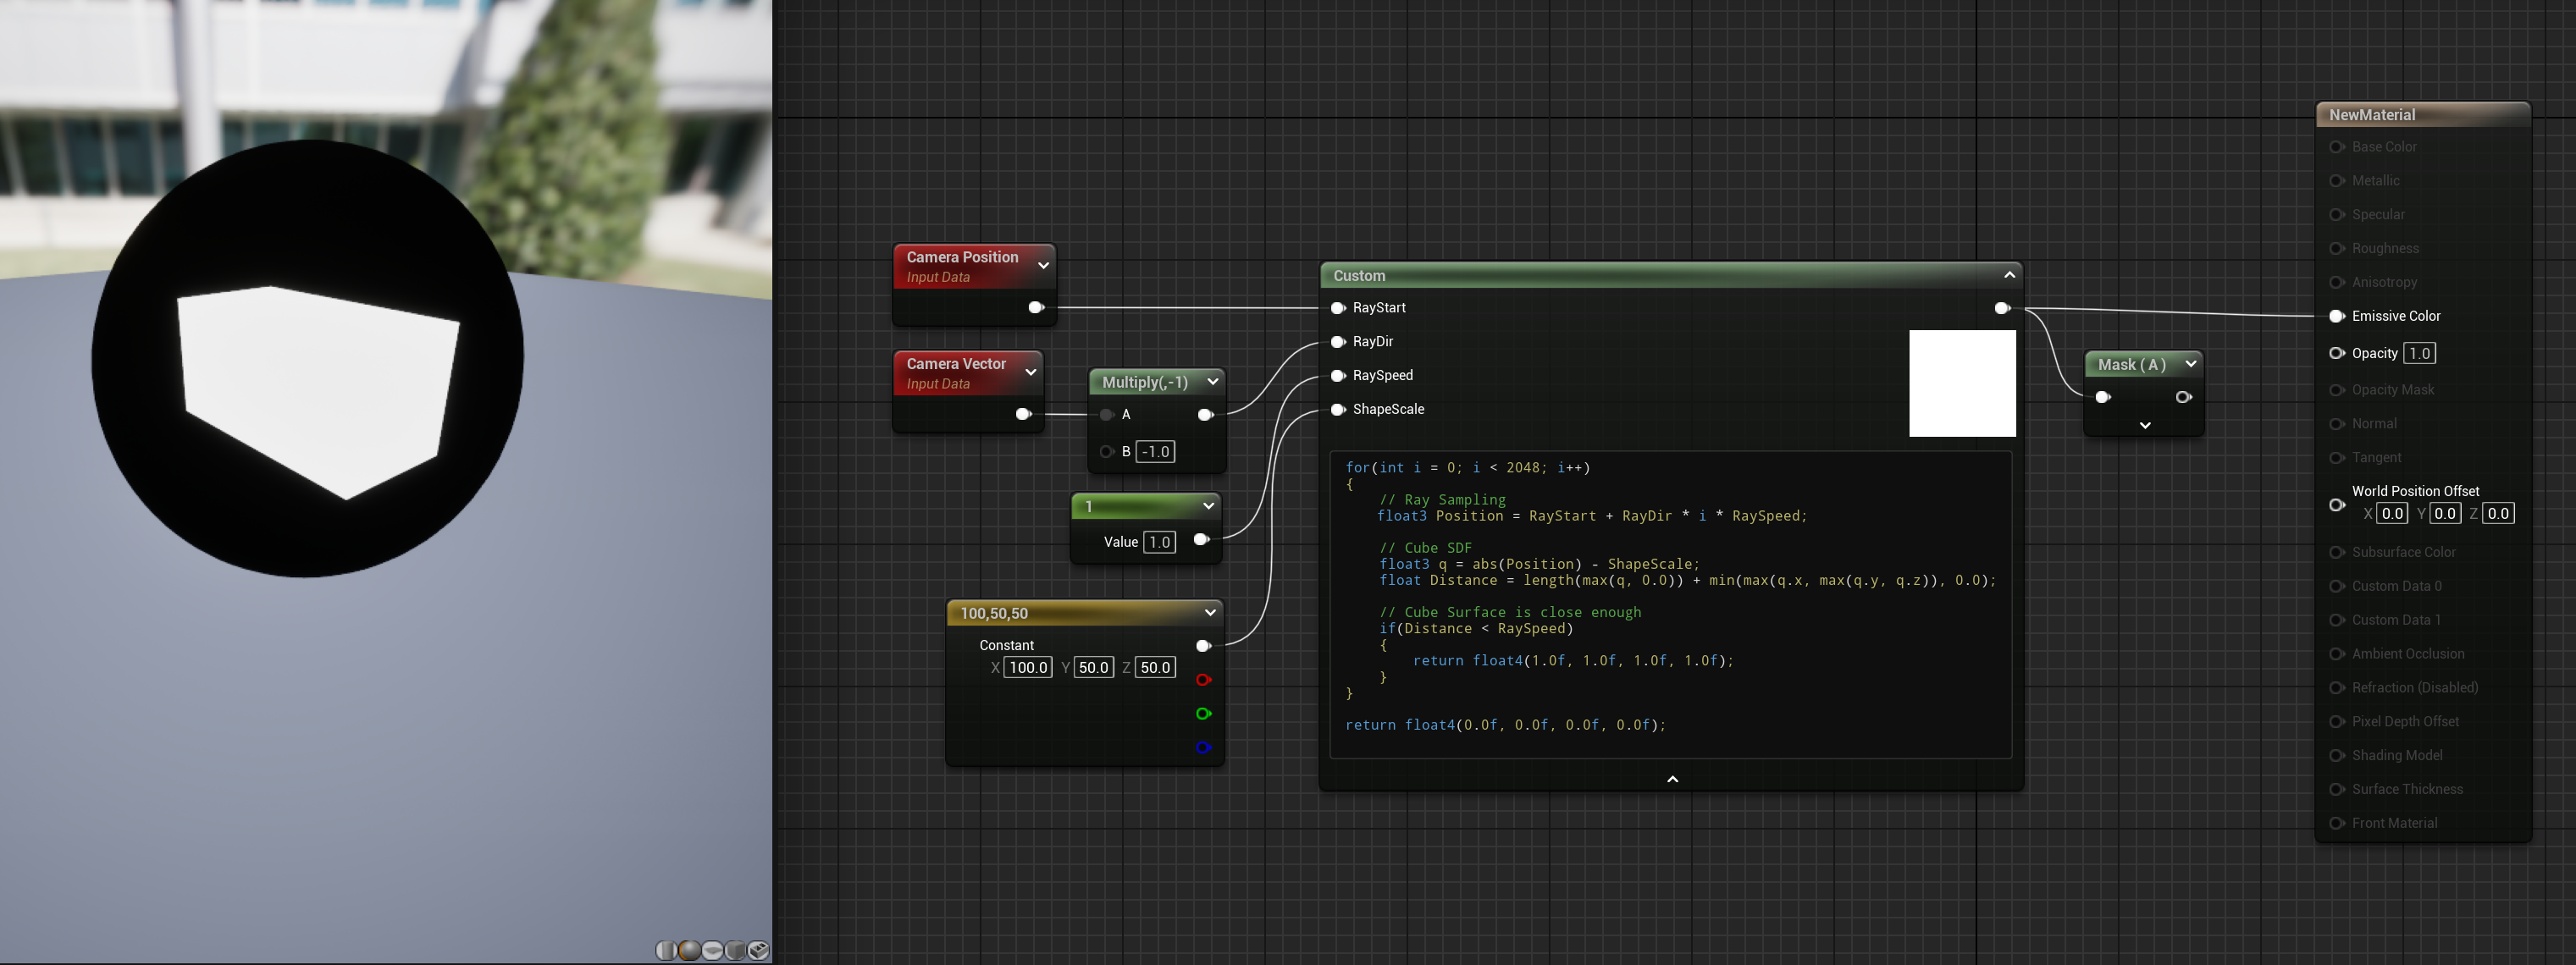 Camera Position
Input Data
Camera Vector
Input Data
Multiply(,-1)
A
B -1.0
1
Value 1.0
100,50,50
Constant
X 100.0 Y 50.0 Z 50.0
Custom
RayStart
RayDir
RaySpeed
ShapeScale
for(int i = 0; i < 2048; i++)
{
// Ray Sampling
float3 Position = RayStart + RayDir * i * RaySpeed;
// Cube SDF
float3 q = abs(Position) - ShapeScale;
float Distance = length(max(q, 0.0)) + min(max(q.x, max(q.y, q.z)), 0.0);
// Cube Surface is close enough
if(Distance < RaySpeed)
{
return float4(1.0f, 1.0f, 1.0f, 1.0f);
}
}
return float4(0.0f, 0.0f, 0.0f, 0.0f);
Mask ( A )
NewMaterial
Base Color
Metallic
Specular
Roughness
Anisotropy
Emissive Color
Opacity 1.0
Opacity Mask
Normal
Tangent
World Position Offset
X 0.0 Y 0.0 Z 0.0
Subsurface Color
Custom Data 0
Custom Data 1
Ambient Occlusion
Refraction (Disabled)
Pixel Depth Offset
Shading Model
Surface Thickness
Front Material